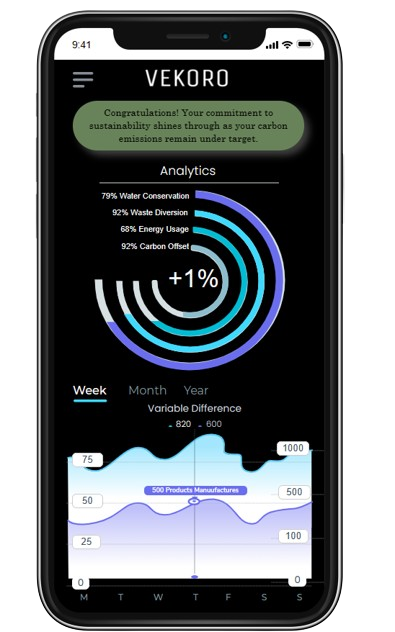 9:41
VEKORO
Congratulations! Your commitment to
sustainability shines through as your carbon
emissions remain under target.
Analytics
79% Water Conservation
92% Waste Diversion
68% Energy Usage
92% Carbon Offset
+1%
Week Month Year
Variable Difference
820 600
75 1000
500 Products Manuufactures
50 500
25 100
0 0
M T W T F S S